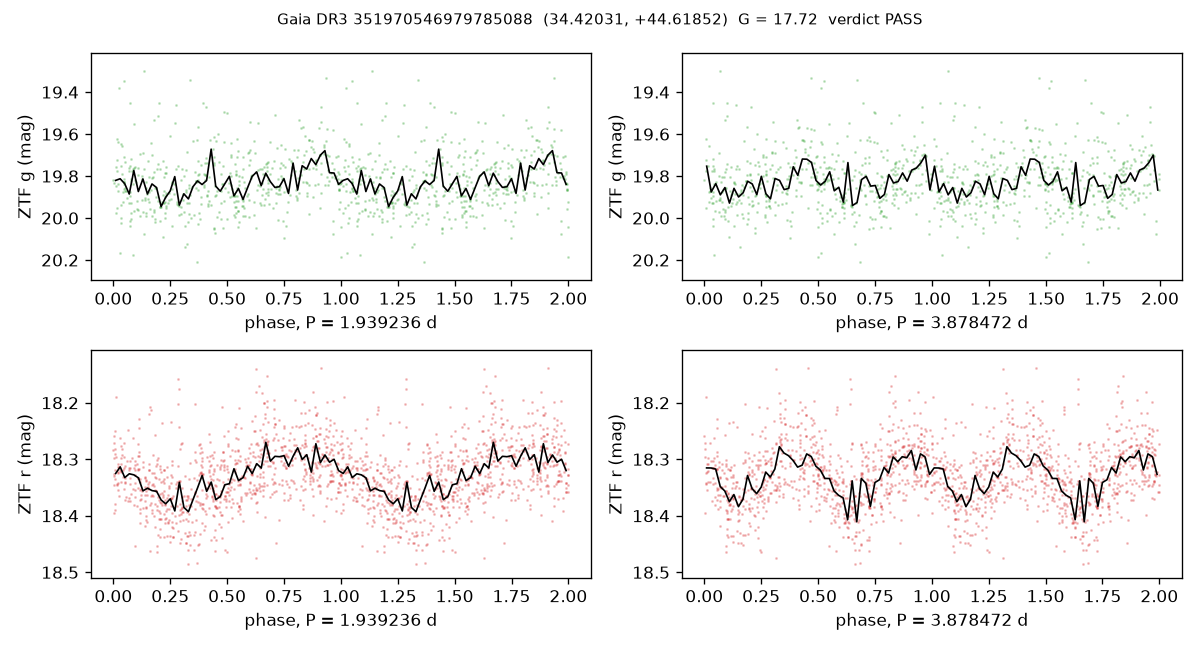 Gaia DR3 351970546979785088 (34.42031, +44.61852) G = 17.72 verdict PASS
ZTF g (mag)
19.4
19.6
19.8
20.0
20.2
0.00 0.25 0.50 0.75 1.00 1.25 1.50 1.75 2.00
phase, P = 1.939236 d
ZTF g (mag)
19.4
19.6
19.8
20.0
20.2
0.00 0.25 0.50 0.75 1.00 1.25 1.50 1.75 2.00
phase, P = 3.878472 d
ZTF r (mag)
18.2
18.3
18.4
18.5
0.00 0.25 0.50 0.75 1.00 1.25 1.50 1.75 2.00
phase, P = 1.939236 d
ZTF r (mag)
18.2
18.3
18.4
18.5
0.00 0.25 0.50 0.75 1.00 1.25 1.50 1.75 2.00
phase, P = 3.878472 d